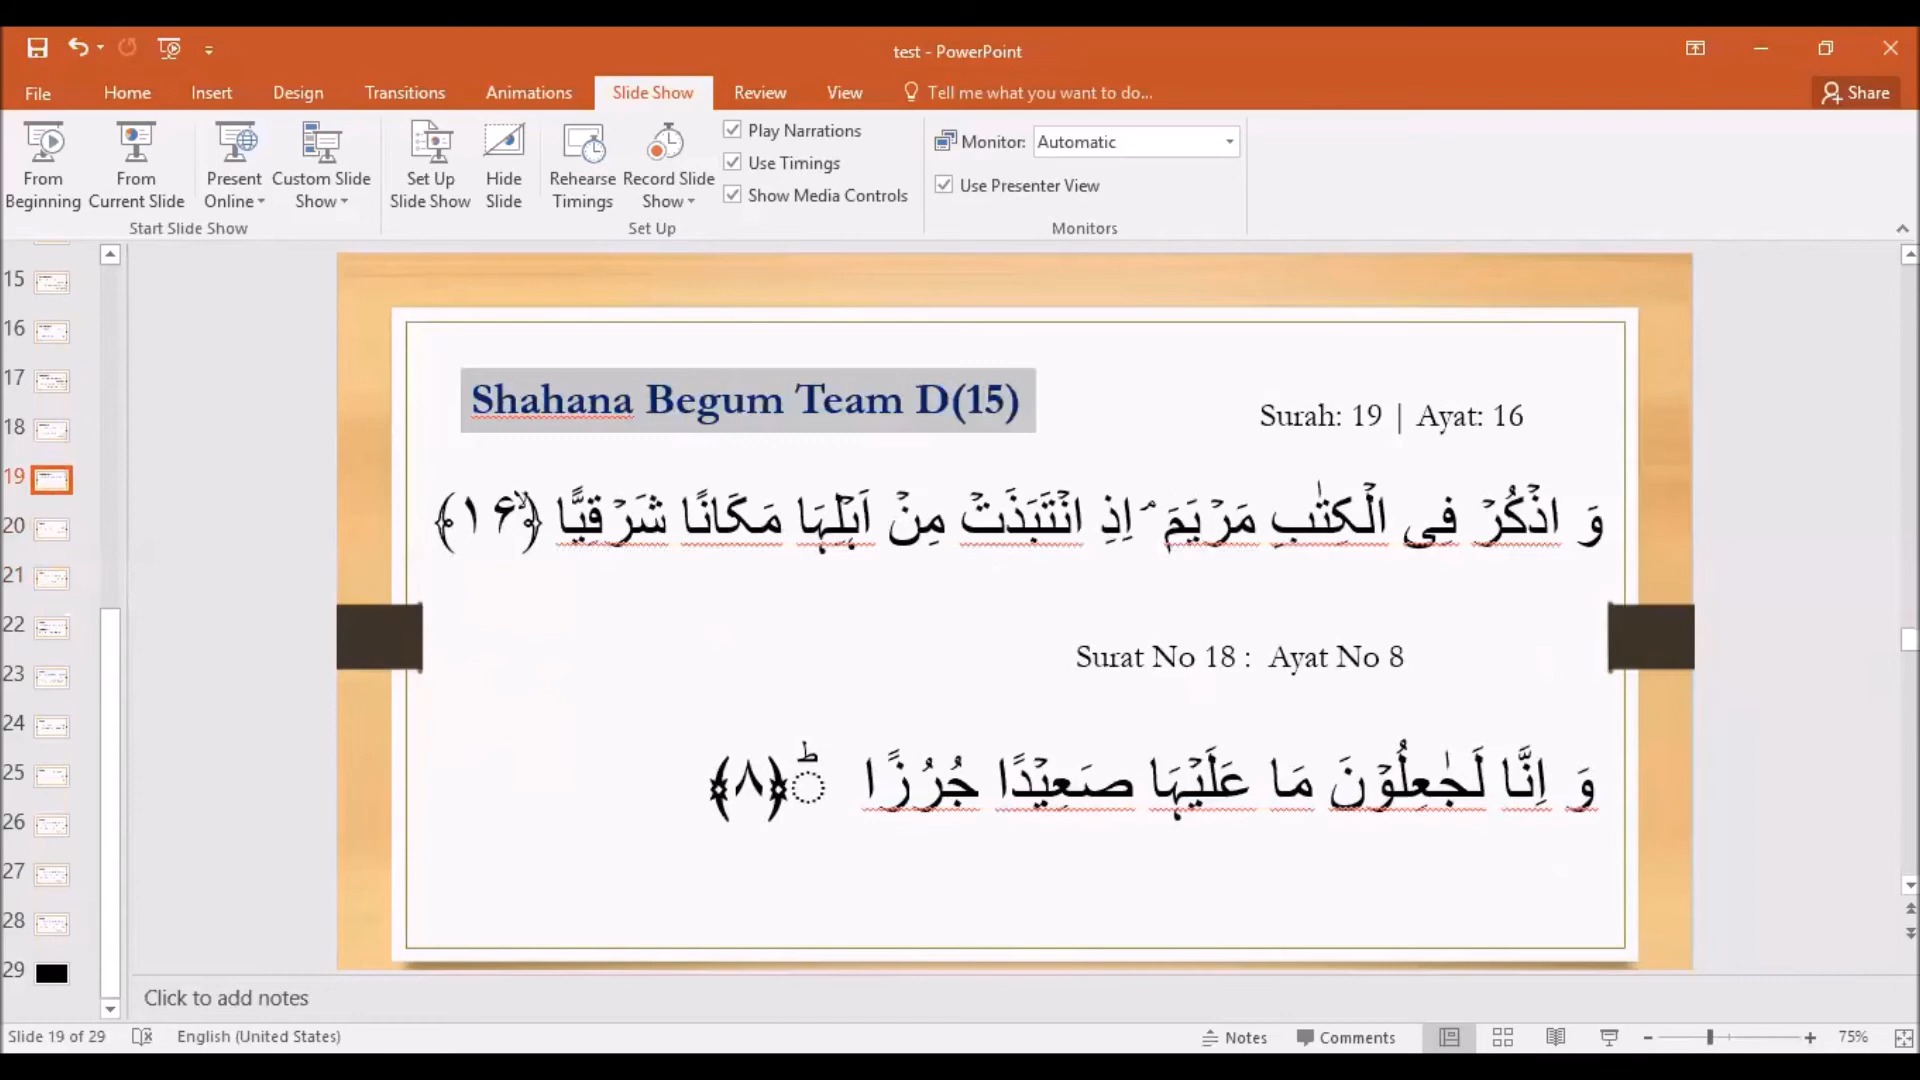 test - PowerPoint
File Home Insert Design Transitions Animations Slide Show Review View Tell me what you want to do... Share
From Beginning
From Current Slide
Present Online
Custom Slide Show
Set Up Slide Show
Hide Slide
Rehearse Timings
Record Slide Show
Play Narrations
Use Timings
Show Media Controls
Monitor: Automatic
Use Presenter View
Start Slide Show
Set Up
Monitors
15
16
17
18
19
20
21
22
23
24
25
26
27
28
29
Shahana Begum Team D(15)
Surah: 19 | Ayat: 16
وَ اذۡکُرۡ فِی الۡکِتٰبِ مَرۡیَمَ ۘ اِذِ انۡتَبَذَتۡ مِنۡ اَہۡلِہَا مَکَانًا شَرۡقِیًّا ﴿ۙ۱۶﴾
Surat No 18 : Ayat No 8
وَ اِنَّا لَجٰعِلُوۡنَ مَا عَلَیۡہَا صَعِیۡدًا جُرُزًا ؕ﴿۸﴾
Click to add notes
Slide 19 of 29 English (United States) Notes Comments 75%